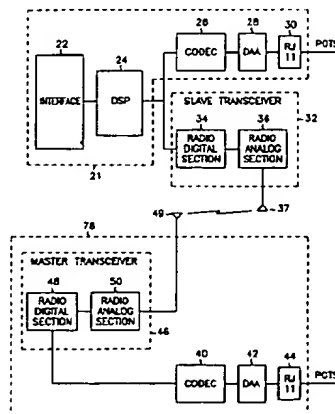 26 28 30
CODEC DAA RJ 11 POTS
22
24
INTERFACE
DSP
21
SLAVE TRANSCEIVER
34 36 32
RADIO DIGITAL SECTION
RADIO ANALOG SECTION
49 37
78
MASTER TRANSCEIVER
48 50
RADIO DIGITAL SECTION
RADIO ANALOG SECTION
46
40 42 44
CODEC DAA RJ 11 POTS